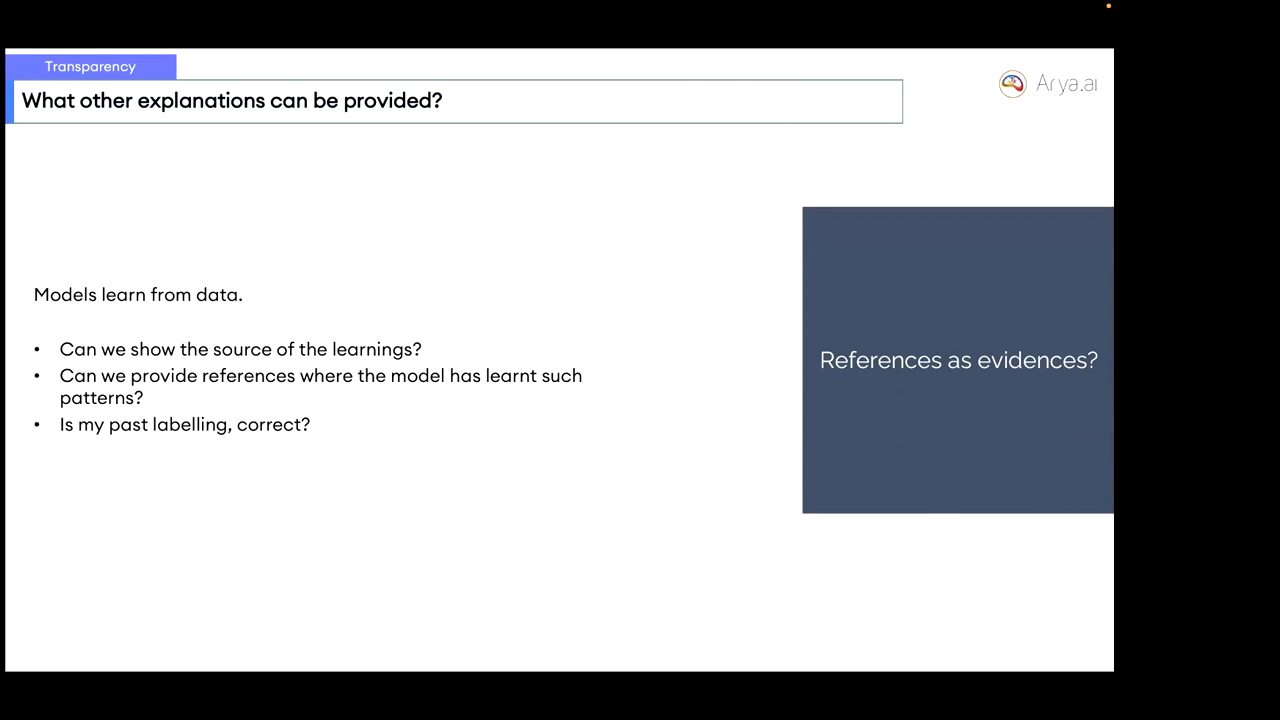 Transparency
What other explanations can be provided?
Arya.ai
Models learn from data.
• Can we show the source of the learnings?
• Can we provide references where the model has learnt such
patterns?
• Is my past labelling, correct?
References as evidences?